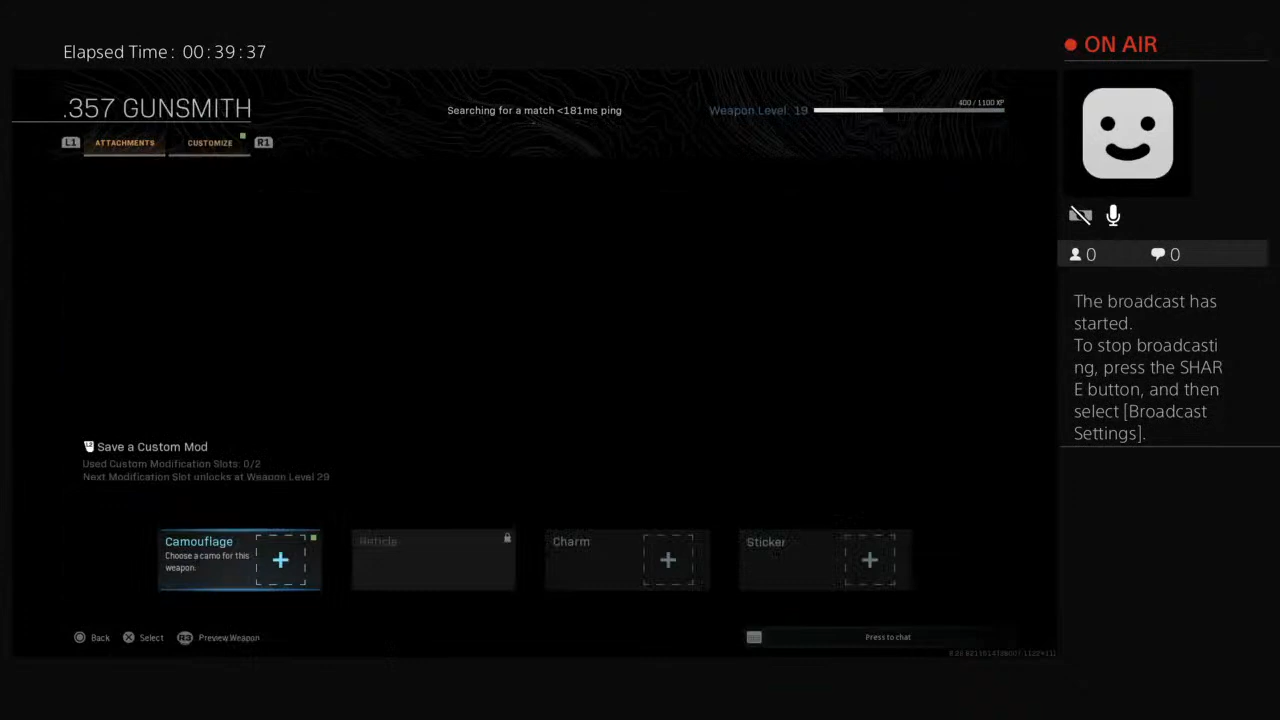 Elapsed Time: 00:39:37
ON AIR
.357 GUNSMITH
Searching for a match <181ms ping
Weapon Level: 19
400 / 1100 XP
L1 ATTACHMENTS CUSTOMIZE R1
0 0
The broadcast has
started.
To stop broadcasti
ng, press the SHAR
E button, and then
select [Broadcast
Settings].
Save a Custom Mod
Used Custom Modification Slots: 0/2
Next Modification Slot unlocks at Weapon Level 29
Camouflage
Choose a camo for this
weapon.
Reticle
Charm
Sticker
Back Select R3 Preview Weapon
Press to chat